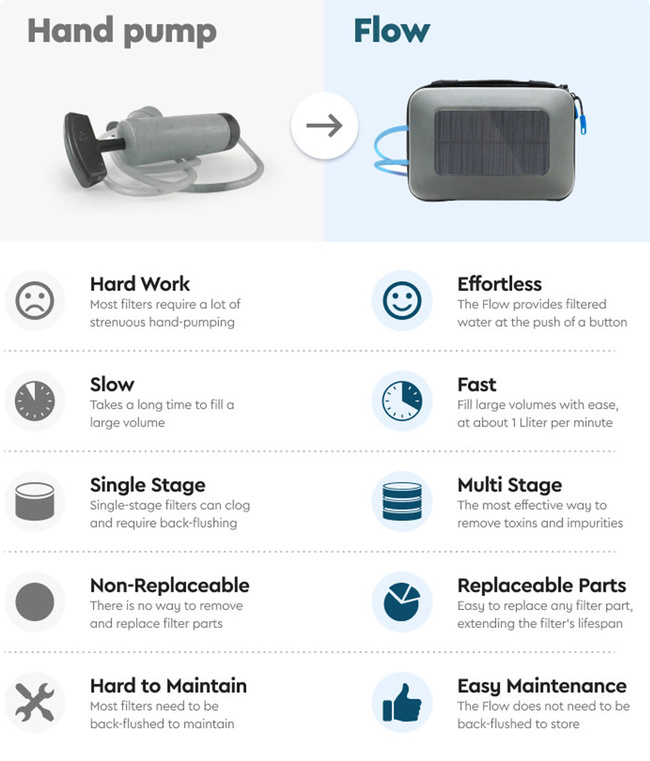 Hand pump
Flow
Hard Work
Most filters require a lot of
strenuous hand-pumping
Effortless
The Flow provides filtered
water at the push of a button
Slow
Takes a long time to fill a
large volume
Fast
Fill large volumes with ease,
at about 1 Lliter per minute
Single Stage
Single-stage filters can clog
and require back-flushing
Multi Stage
The most effective way to
remove toxins and impurities
Non-Replaceable
There is no way to remove
and replace filter parts
Replaceable Parts
Easy to replace any filter part,
extending the filter's lifespan
Hard to Maintain
Most filters need to be
back-flushed to maintain
Easy Maintenance
The Flow does not need to be
back-flushed to store